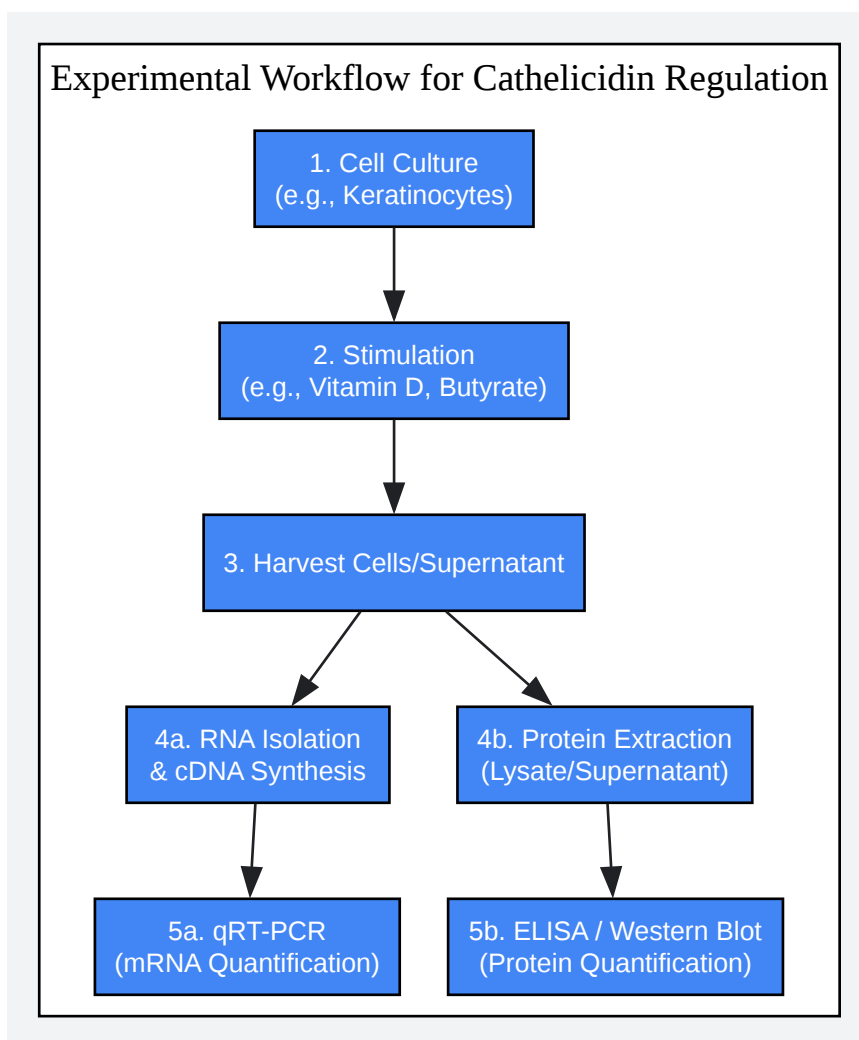 Experimental Workflow for Cathelicidin Regulation
1. Cell Culture
(e.g., Keratinocytes)
2. Stimulation
(e.g., Vitamin D, Butyrate)
3. Harvest Cells/Supernatant
4a. RNA Isolation
& cDNA Synthesis
4b. Protein Extraction
(Lysate/Supernatant)
5a. qRT-PCR
(mRNA Quantification)
5b. ELISA / Western Blot
(Protein Quantification)